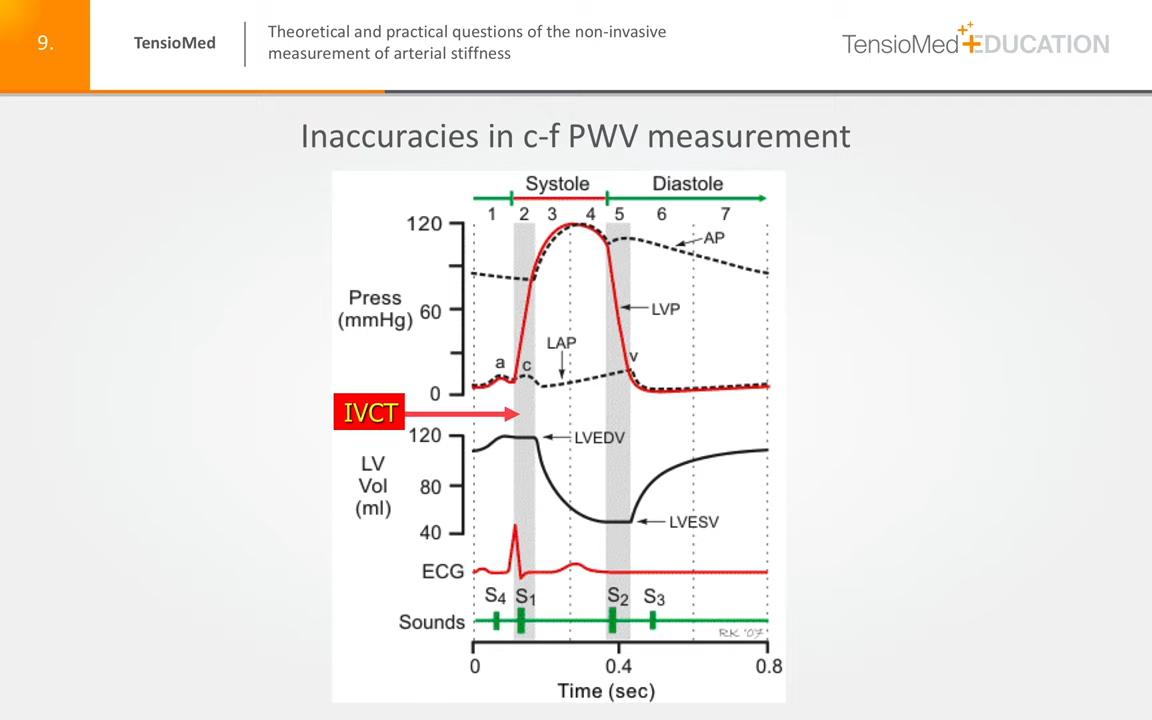 9.
TensioMed
Theoretical and practical questions of the non-invasive
measurement of arterial stiffness
TensioMed EDUCATION
Inaccuracies in c-f PWV measurement
Systole Diastole
1 2 3 4 5 6 7
120
AP
Press
(mmHg)
60
LVP
LAP
a c v
0
IVCT
120
LVEDV
LV
Vol
(ml)
80
LVESV
40
ECG
S4 S1 S2 S3
Sounds
RK '07
0 0.4 0.8
Time (sec)